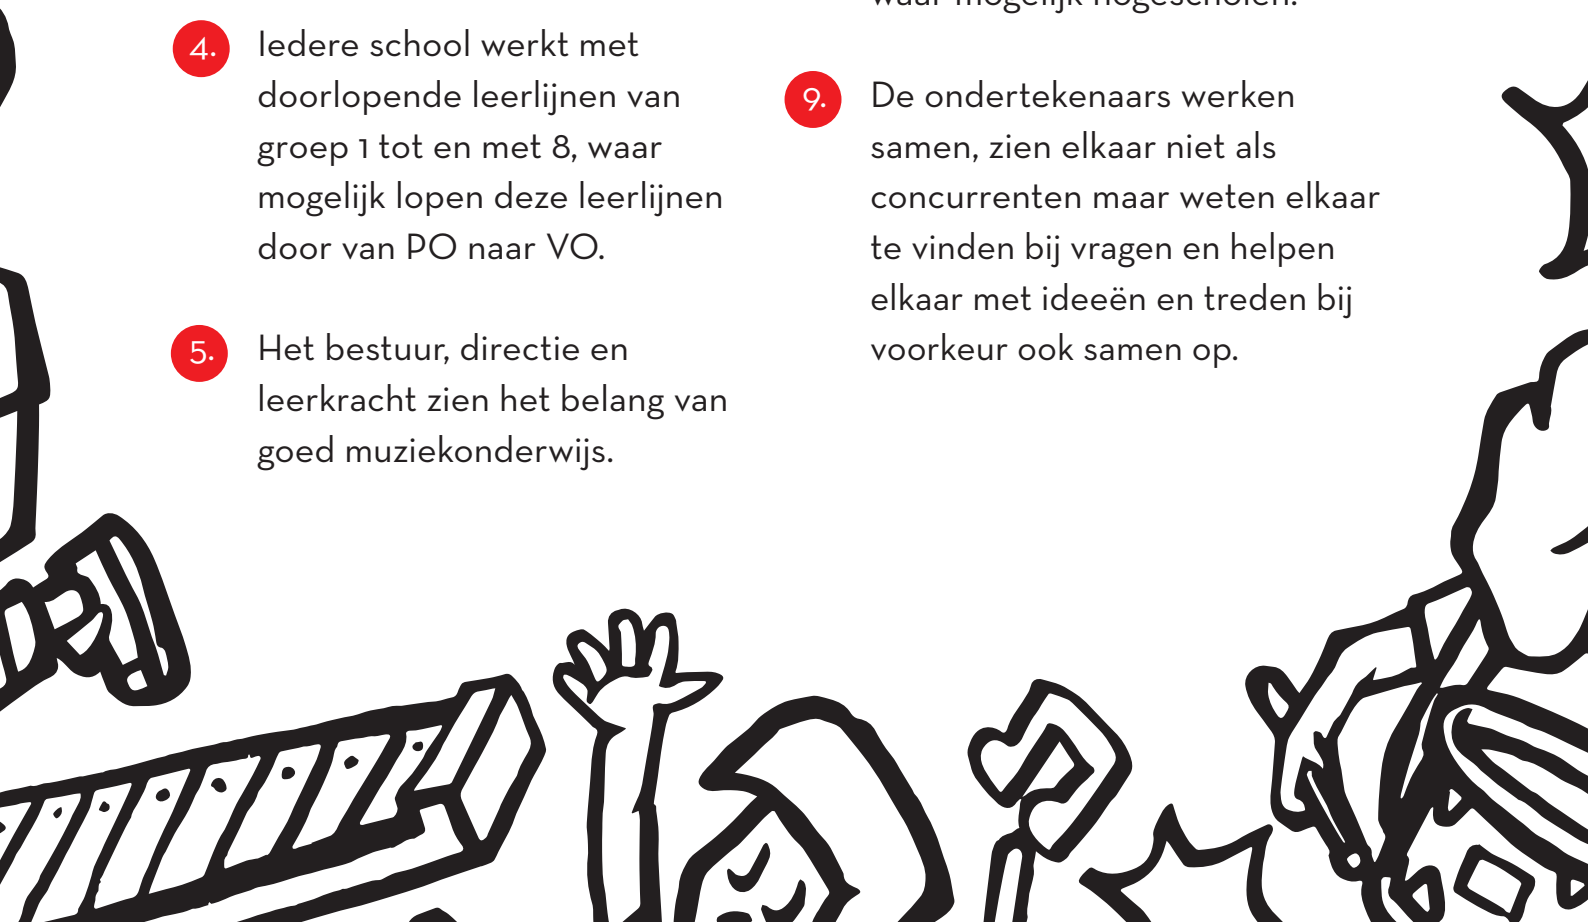 4. Iedere school werkt met
doorlopende leerlijnen van
groep 1 tot en met 8, waar
mogelijk lopen deze leerlijnen
door van PO naar VO.
5. Het bestuur, directie en
leerkracht zien het belang van
goed muziekonderwijs.
waar mogelijk hogescholen.
9. De ondertekenaars werken
samen, zien elkaar niet als
concurrenten maar weten elkaar
te vinden bij vragen en helpen
elkaar met ideeën en treden bij
voorkeur ook samen op.